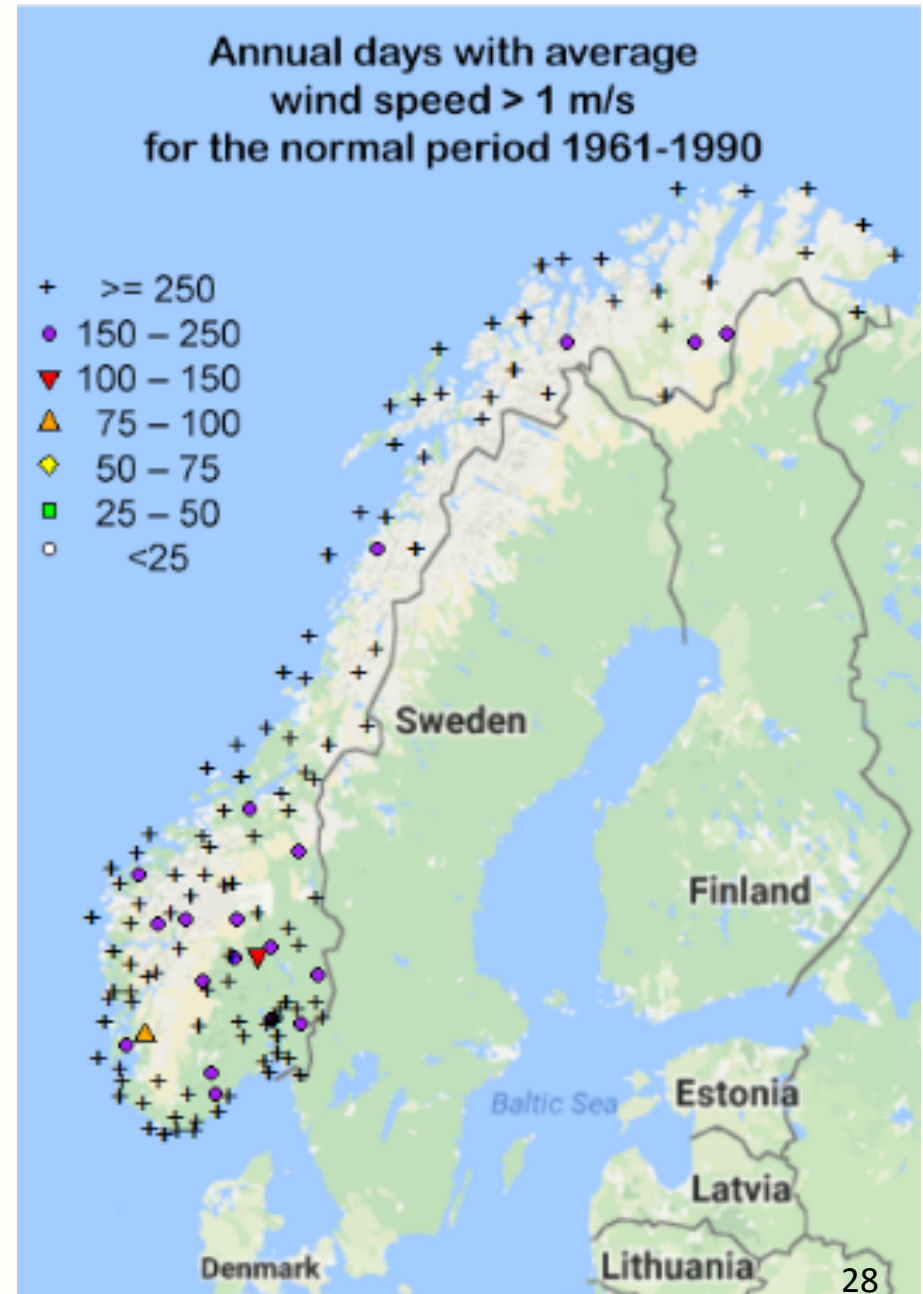 Annual days with average
wind speed > 1 m/s
for the normal period 1961-1990
>= 250
150 – 250
100 – 150
75 – 100
50 – 75
25 – 50
<25
Sweden
Finland
Baltic Sea
Estonia
Latvia
Denmark
Lithuania
28